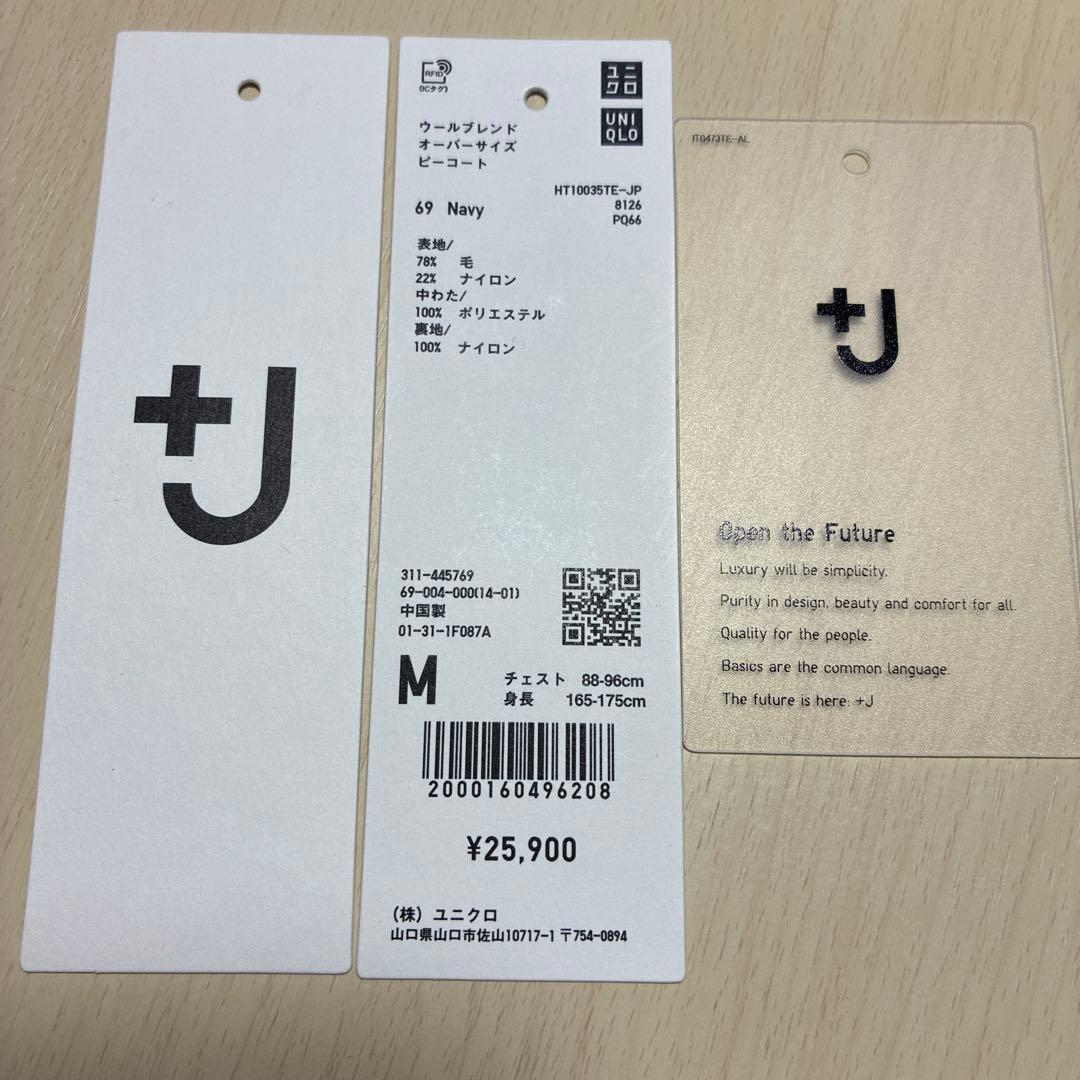 +J
RFID
(ICタグ)
ユニクロ
UNIQLO
ウールブレンド
オーバーサイズ
ピーコート
HT10035TE-JP
69 Navy
8126
PQ66
表地/
78% 毛
22% ナイロン
中わた/
100% ポリエステル
裏地/
100% ナイロン
311-445769
69-004-000(14-01)
中国製
01-31-1F087A
M
チェスト 88-96cm
身長 165-175cm
2000160496208
¥25,900
(株) ユニクロ
山口県山口市佐山10717-1 〒754-0894
IT0473TE-AL
+J
Open the Future
Luxury will be simplicity.
Purity in design, beauty and comfort for all.
Quality for the people.
Basics are the common language.
The future is here: +J